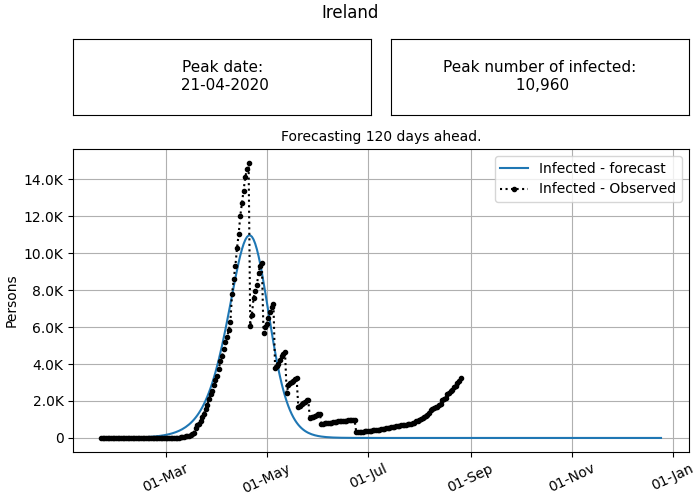 Ireland
Peak date:
21-04-2020
Peak number of infected:
10,960
Forecasting 120 days ahead.
Infected - forecast
Infected - Observed
Persons
14.0K
12.0K
10.0K
8.0K
6.0K
4.0K
2.0K
0
01-Mar
01-May
01-Jul
01-Sep
01-Nov
01-Jan